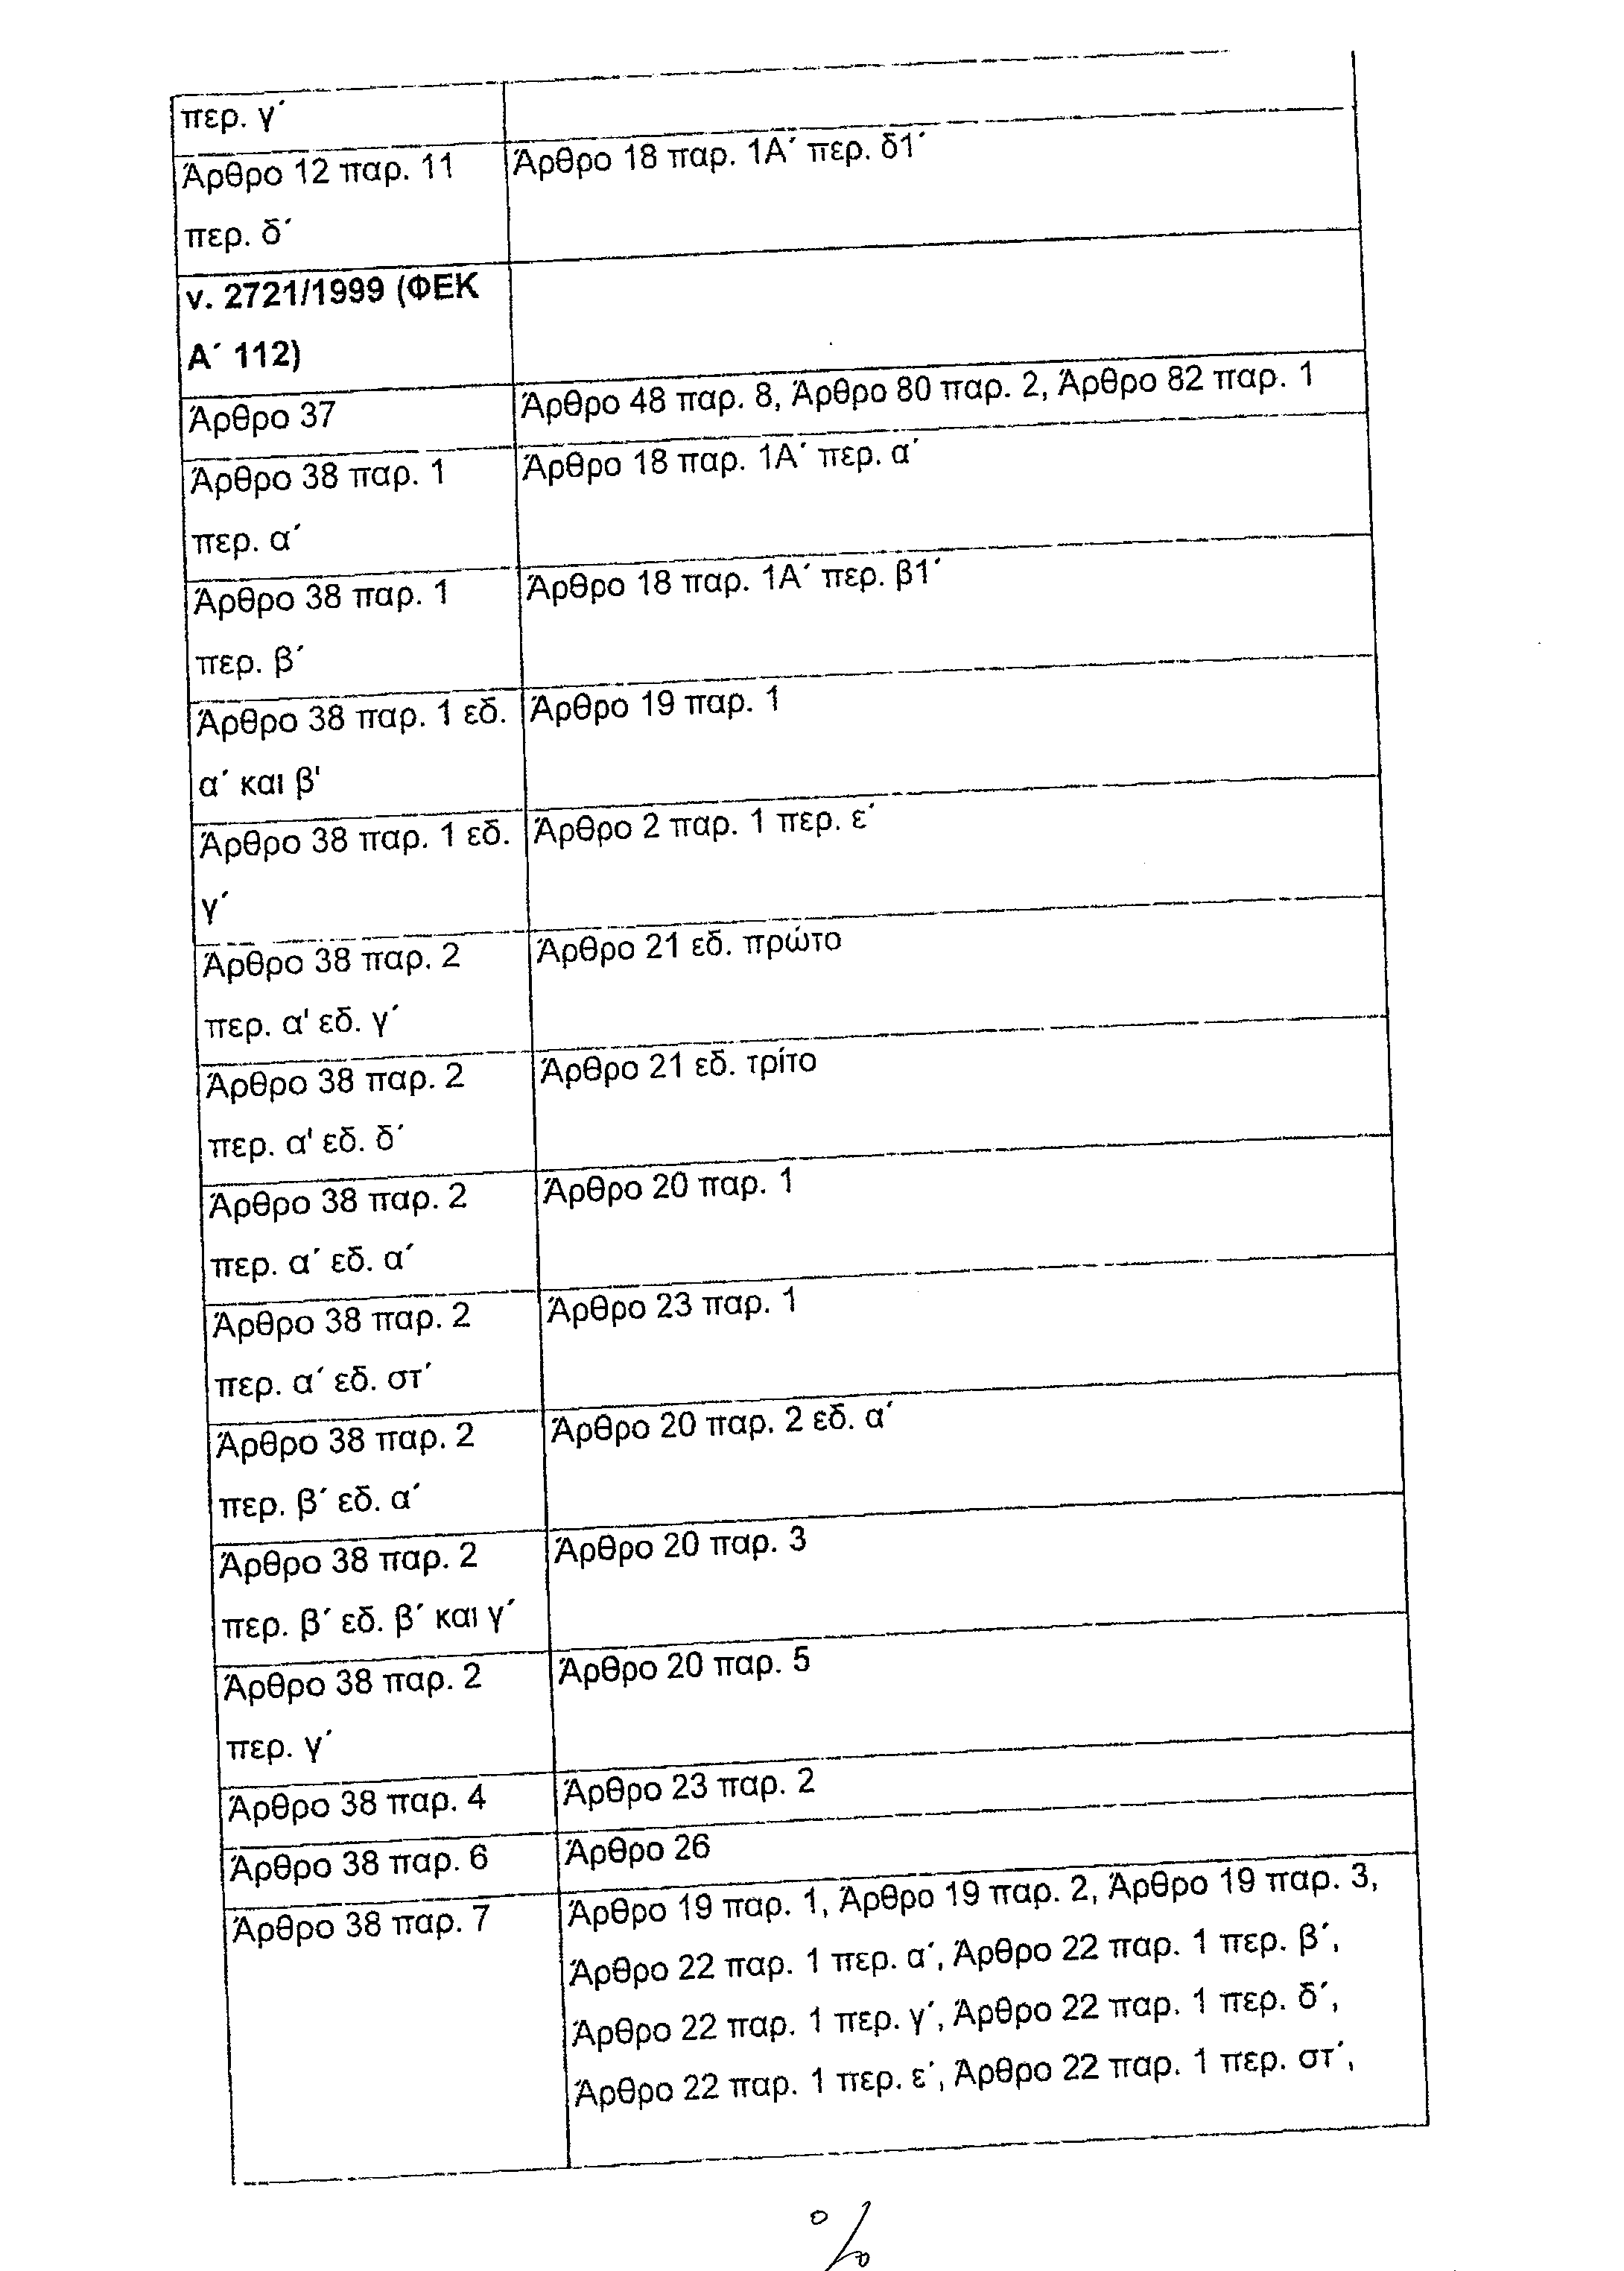 περ. γ΄
Άρθρο 12 παρ. 11 Άρθρο 18 παρ. 1Α΄ περ. δ1΄
περ. δ΄
ν. 2721/1999 (ΦΕΚ
Α΄ 112)
Άρθρο 37 Άρθρο 48 παρ. 8, Άρθρο 80 παρ. 2, Άρθρο 82 παρ. 1
Άρθρο 38 παρ. 1 Άρθρο 18 παρ. 1Α΄ περ. α΄
περ. α΄
Άρθρο 38 παρ. 1 Άρθρο 18 παρ. 1Α΄ περ. β1΄
περ. β΄
Άρθρο 38 παρ. 1 εδ. Άρθρο 19 παρ. 1
α΄ και β'
Άρθρο 38 παρ. 1 εδ. Άρθρο 2 παρ. 1 περ. ε΄
γ΄
Άρθρο 38 παρ. 2 Άρθρο 21 εδ. πρώτο
περ. α' εδ. γ΄
Άρθρο 38 παρ. 2 Άρθρο 21 εδ. τρίτο
περ. α' εδ. δ΄
Άρθρο 38 παρ. 2 Άρθρο 20 παρ. 1
περ. α΄ εδ. α΄
Άρθρο 38 παρ. 2 Άρθρο 23 παρ. 1
περ. α΄ εδ. στ΄
Άρθρο 38 παρ. 2 Άρθρο 20 παρ. 2 εδ. α΄
περ. β΄ εδ. α΄
Άρθρο 38 παρ. 2 Άρθρο 20 παρ. 3
περ. β΄ εδ. β΄ και γ΄
Άρθρο 38 παρ. 2 Άρθρο 20 παρ. 5
περ. γ΄
Άρθρο 38 παρ. 4 Άρθρο 23 παρ. 2
Άρθρο 38 παρ. 6 Άρθρο 26
Άρθρο 38 παρ. 7 Άρθρο 19 παρ. 1, Άρθρο 19 παρ. 2, Άρθρο 19 παρ. 3,
Άρθρο 22 παρ. 1 περ. α΄, Άρθρο 22 παρ. 1 περ. β΄,
Άρθρο 22 παρ. 1 περ. γ΄, Άρθρο 22 παρ. 1 περ. δ΄,
Άρθρο 22 παρ. 1 περ. ε΄, Άρθρο 22 παρ. 1 περ. στ΄,